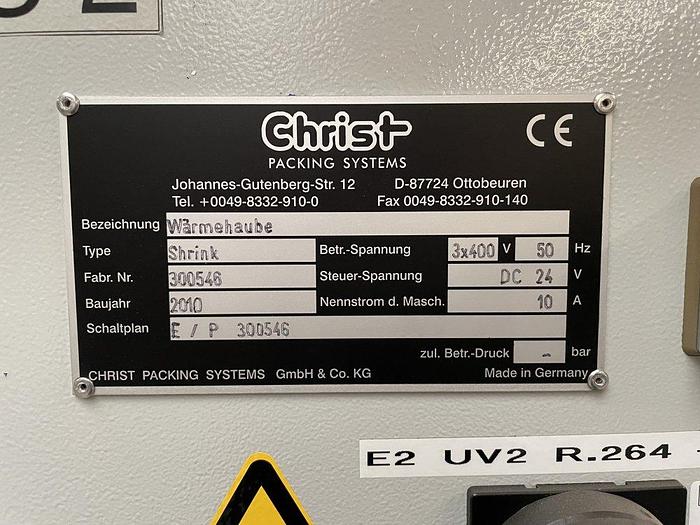 Christ CE
PACKING SYSTEMS
Johannes-Gutenberg-Str. 12 D-87724 Ottobeuren
Tel. +0049-8332-910-0 Fax 0049-8332-910-140
Bezeichnung Wärmehaube
Type Shrink Betr.-Spannung 3x400 V 50 Hz
Fabr. Nr. 300546 Steuer-Spannung DC 24 V
Baujahr 2010 Nennstrom d. Masch. 10 A
Schaltplan E / P 300546
zul. Betr.-Druck - bar
CHRIST PACKING SYSTEMS GmbH & Co. KG Made in Germany
E2 UV2 R.264